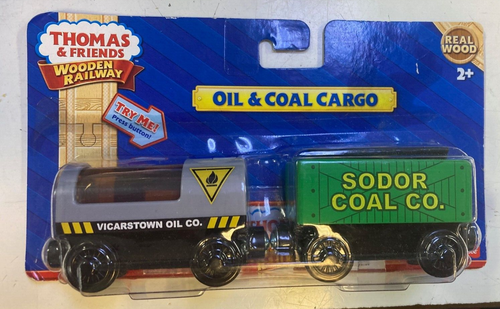 THOMAS
& FRIENDS
WOODEN RAILWAY
REAL
WOOD
2+
TRY ME!
Press button!
OIL & COAL CARGO
VICARSTOWN OIL CO.
SODOR
COAL CO.